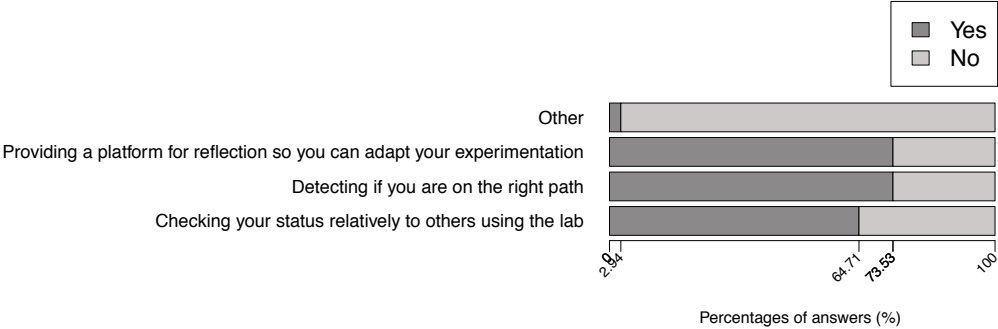 Yes
No
Other
Providing a platform for reflection so you can adapt your experimentation
Detecting if you are on the right path
Checking your status relatively to others using the lab
0
2.94
64.71
73.53
100
Percentages of answers (%)